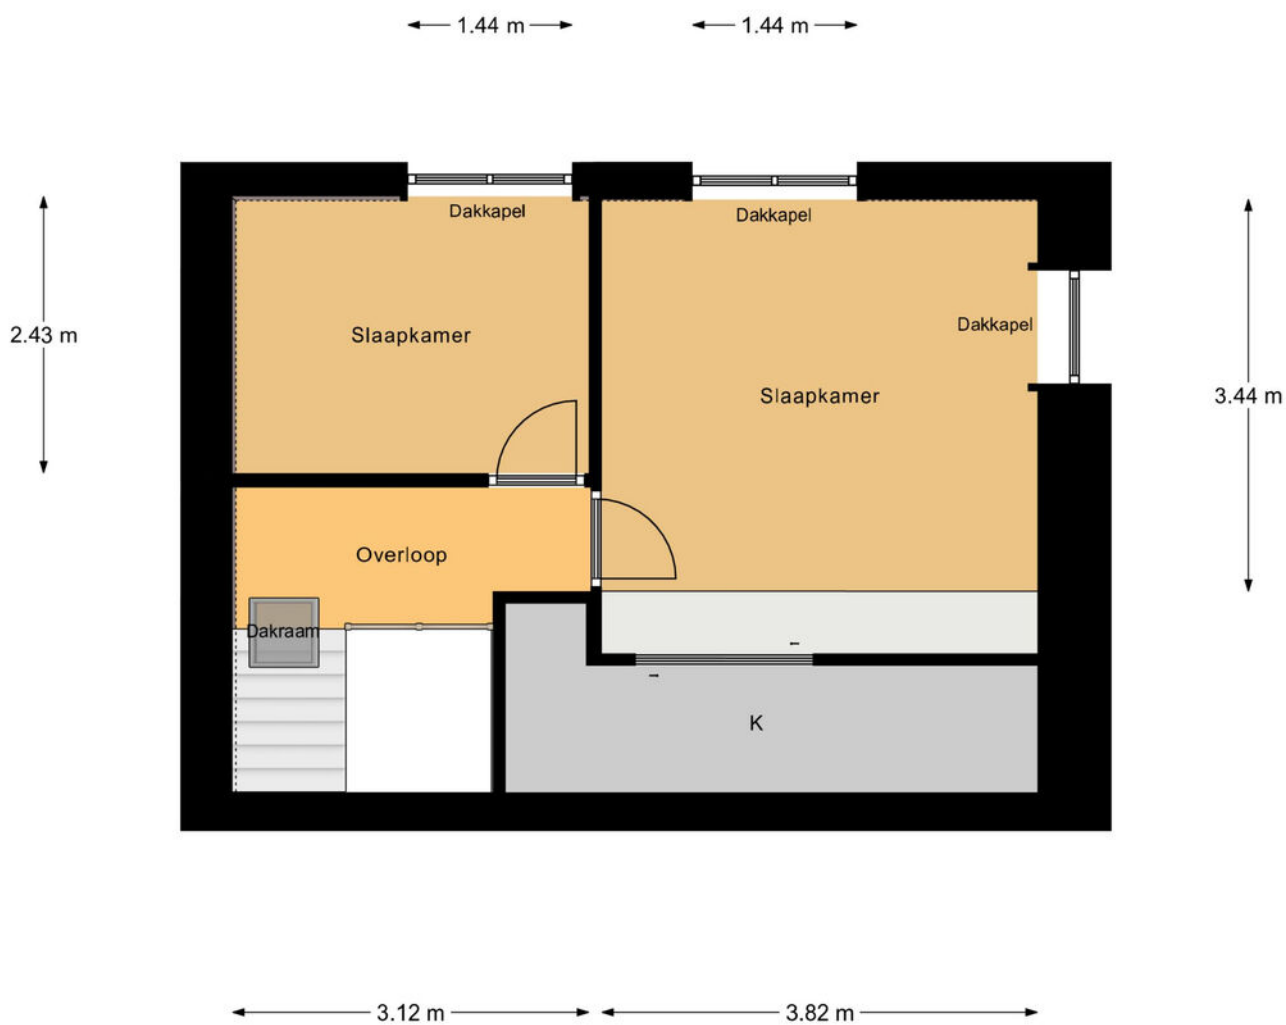 1.44 m
1.44 m
Dakkapel
Dakkapel
2.43 m
Slaapkamer
Dakkapel
Slaapkamer
3.44 m
Overloop
Dakraam
K
3.12 m
3.82 m